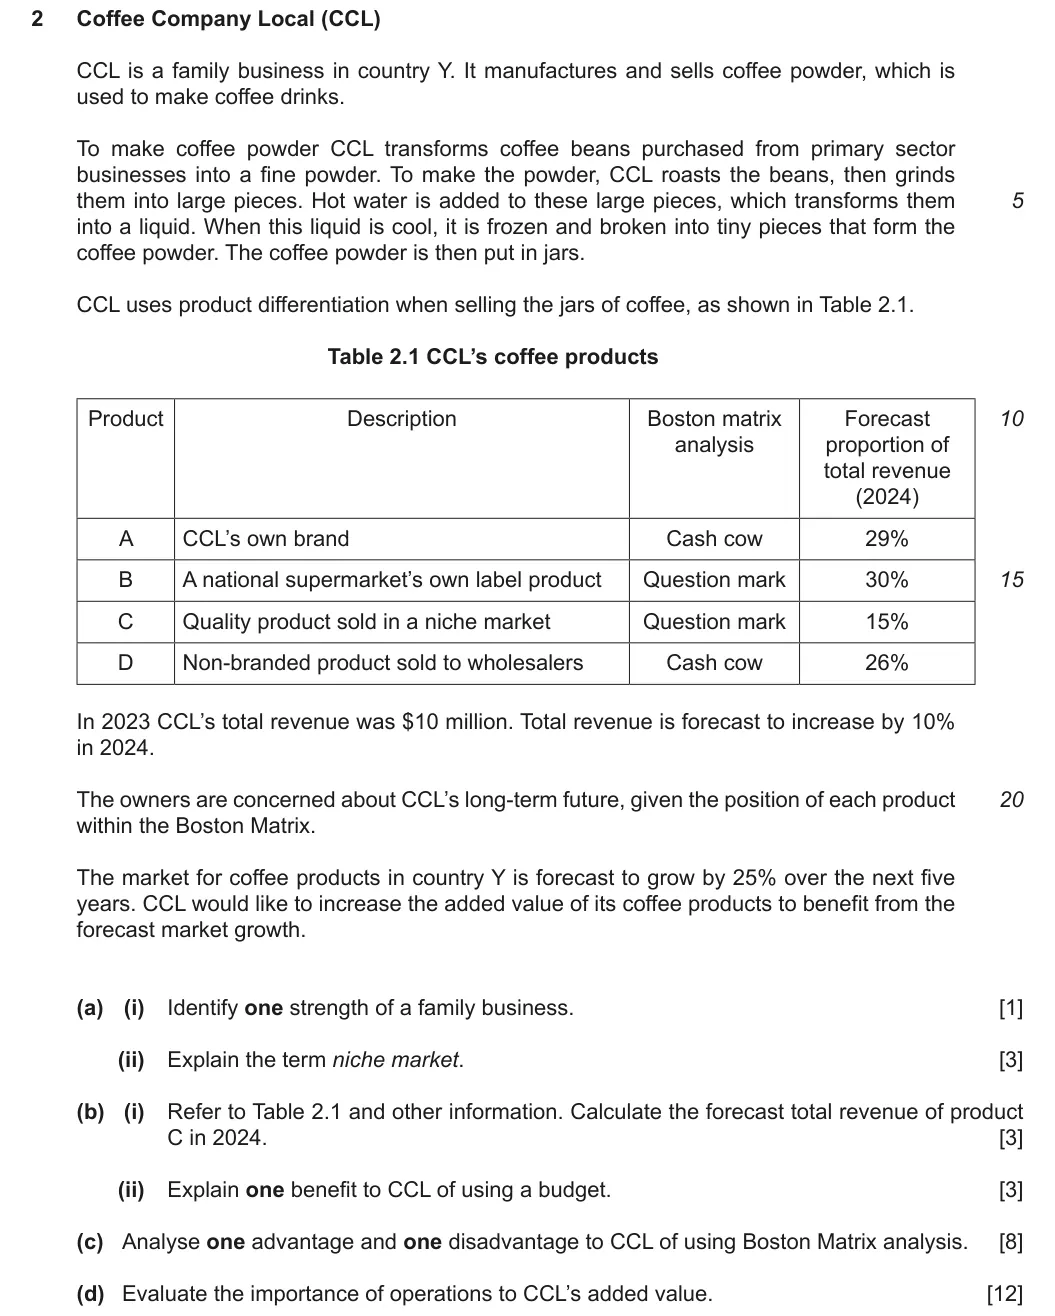 2 Coffee Company Local (CCL)
CCL is a family business in country Y. It manufactures and sells coffee powder, which is
used to make coffee drinks.
To make coffee powder CCL transforms coffee beans purchased from primary sector
businesses into a fine powder. To make the powder, CCL roasts the beans, then grinds
them into large pieces. Hot water is added to these large pieces, which transforms them 5
into a liquid. When this liquid is cool, it is frozen and broken into tiny pieces that form the
coffee powder. The coffee powder is then put in jars.
CCL uses product differentiation when selling the jars of coffee, as shown in Table 2.1.
Table 2.1 CCL’s coffee products
Product Description Boston matrix Forecast 10
analysis proportion of
total revenue
(2024)
A CCL’s own brand Cash cow 29%
B A national supermarket’s own label product Question mark 30% 15
C Quality product sold in a niche market Question mark 15%
D Non-branded product sold to wholesalers Cash cow 26%
In 2023 CCL’s total revenue was $10 million. Total revenue is forecast to increase by 10%
in 2024.
The owners are concerned about CCL’s long-term future, given the position of each product 20
within the Boston Matrix.
The market for coffee products in country Y is forecast to grow by 25% over the next five
years. CCL would like to increase the added value of its coffee products to benefit from the
forecast market growth.
(a) (i) Identify one strength of a family business. [1]
(ii) Explain the term niche market. [3]
(b) (i) Refer to Table 2.1 and other information. Calculate the forecast total revenue of product
C in 2024. [3]
(ii) Explain one benefit to CCL of using a budget. [3]
(c) Analyse one advantage and one disadvantage to CCL of using Boston Matrix analysis. [8]
(d) Evaluate the importance of operations to CCL’s added value. [12]